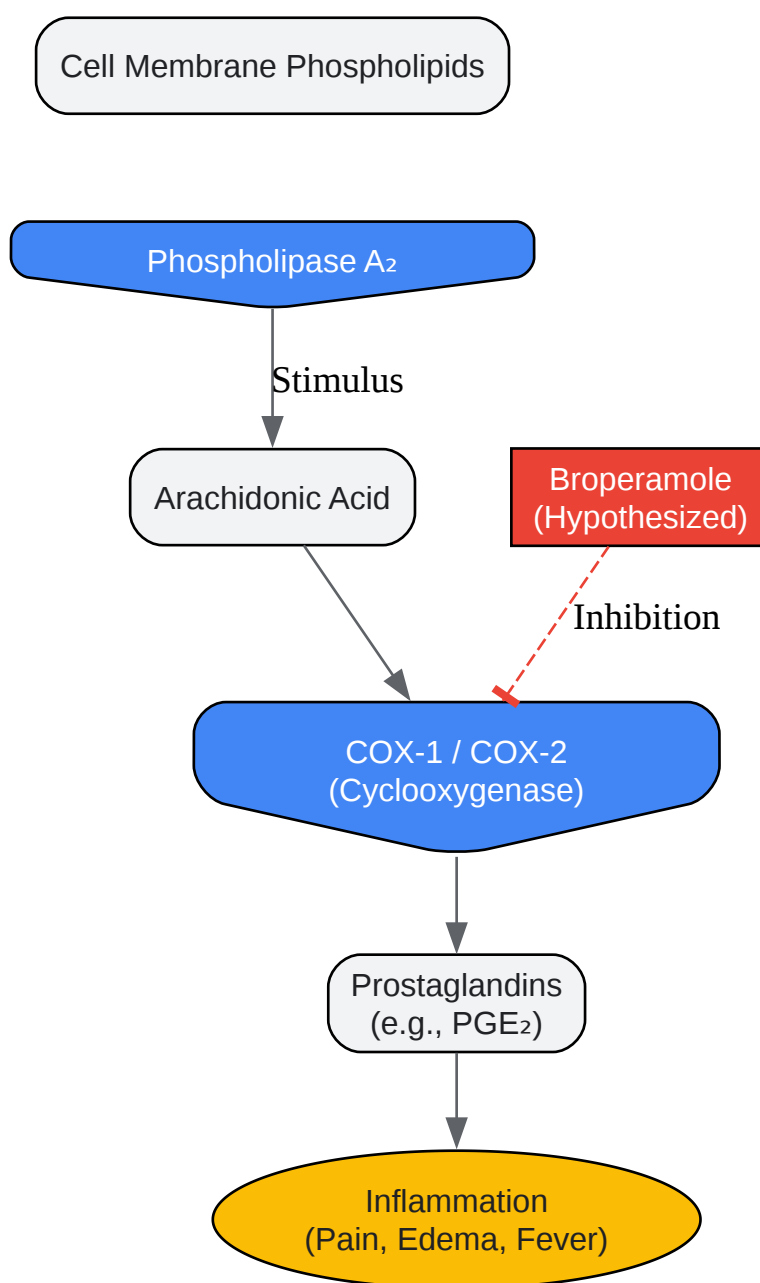 Cell Membrane Phospholipids
Phospholipase A₂
Stimulus
Arachidonic Acid
Broperamole
(Hypothesized)
Inhibition
COX-1 / COX-2
(Cyclooxygenase)
Prostaglandins
(e.g., PGE₂)
Inflammation
(Pain, Edema, Fever)